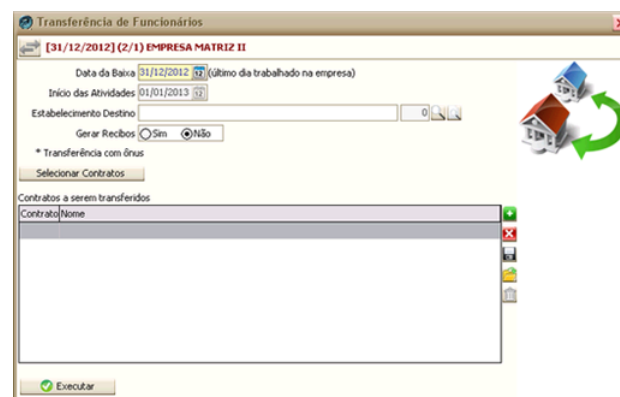 Transferência de Funcionários
[31/12/2012] (2/1) EMPRESA MATRIZ II
Data da Baixa 31/12/2012 12 (último dia trabalhado na empresa)
Início das Atividades 01/01/2013 12
Estabelecimento Destino 0
Gerar Recibos Sim Não
* Transferência com ônus
Selecionar Contratos
Contratos a serem transferidos
Contrato Nome
Executar